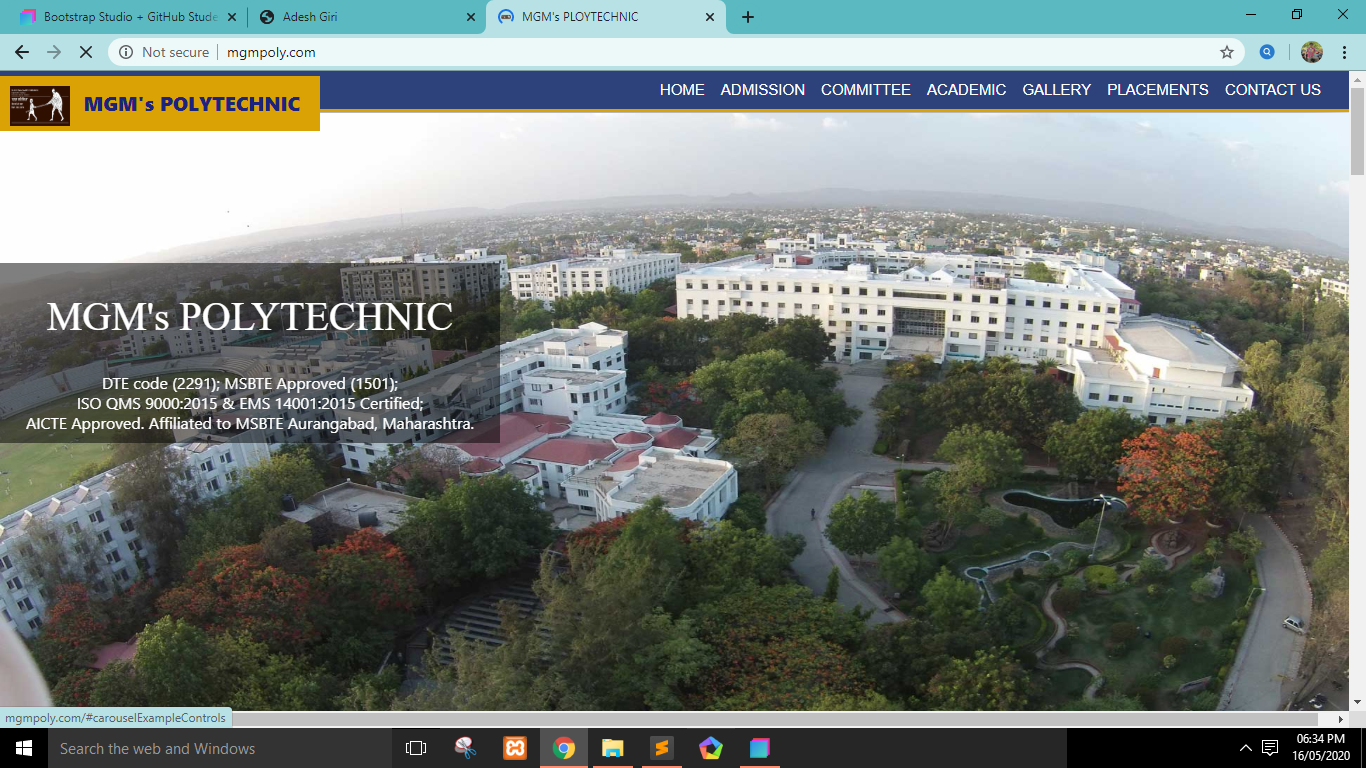 Bootstrap Studio + GitHub Stude
Adesh Giri
MGM's PLOYTECHNIC
Not secure
mgmpoly.com
MGM's POLYTECHNIC
HOME ADMISSION COMMITTEE ACADEMIC GALLERY PLACEMENTS CONTACT US
MGM's POLYTECHNIC
DTE code (2291); MSBTE Approved (1501);
ISO QMS 9000:2015 & EMS 14001:2015 Certified;
AICTE Approved. Affiliated to MSBTE Aurangabad, Maharashtra.
mgmpoly.com/#carouselExampleControls
Search the web and Windows
06:34 PM
16/05/2020